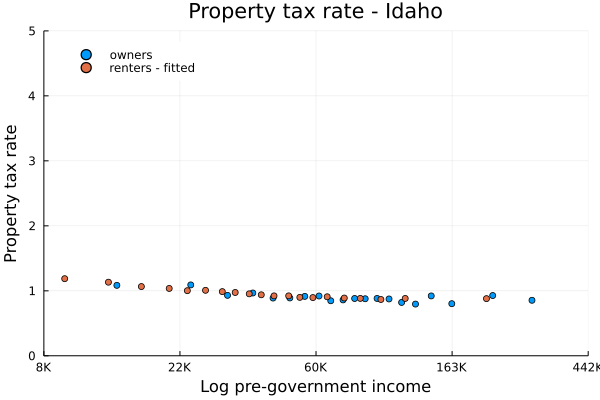 Property tax rate - Idaho
owners
renters - fitted
Property tax rate
5
4
3
2
1
0
8K 22K 60K 163K 442K
Log pre-government income